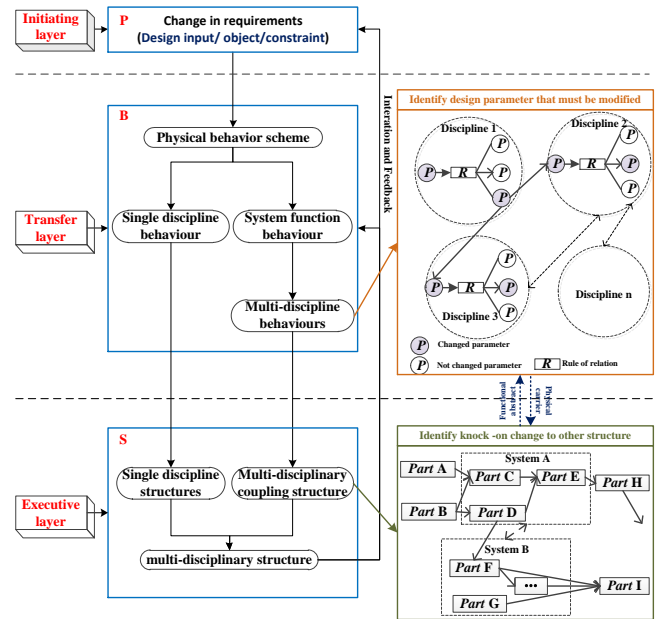 Initiating
layer
P
Change in requirements
(Design input/ object/constraint)
Transfer
layer
B
Physical behavior scheme
Single discipline
behaviour
System function
behaviour
Multi-discipline
behaviours
Interation and Feedback
Identify design parameter that must be modified
Discipline 1
P
P
R
P
P
Discipline 2
P
P
R
P
P
P
P
R
P
P
Discipline 3
Discipline n
P Changed parameter
P Not changed parameter
R Rule of relation
Functional
abstract
Physical
carrier
Executive
layer
S
Single discipline
structures
Multi-disciplinary
coupling structure
multi-disciplinary structure
Identify knock -on change to other structure
System A
Part A
Part C
Part E
Part H
Part B
Part D
System B
Part F
...
Part I
Part G